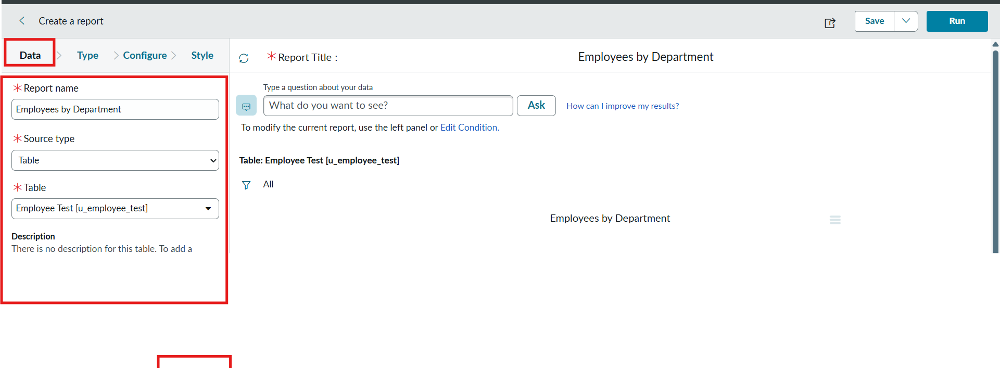 Create a report
Save
Run
Data
Type
Configure
Style
* Report Title :
Employees by Department
* Report name
Employees by Department
* Source type
Table
* Table
Employee Test [u_employee_test]
Description
There is no description for this table. To add a
Type a question about your data
What do you want to see?
Ask
How can I improve my results?
To modify the current report, use the left panel or Edit Condition.
Table: Employee Test [u_employee_test]
All
Employees by Department